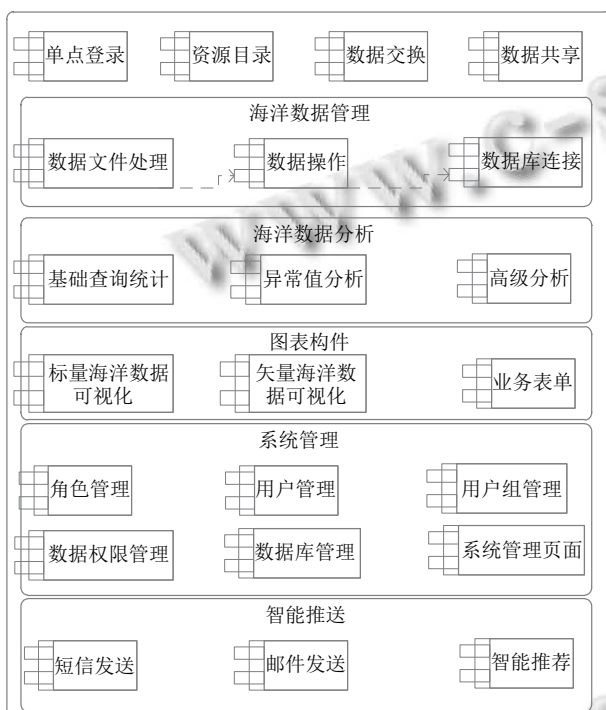 单点登录
资源目录
数据交换
数据共享
海洋数据管理
数据文件处理
数据操作
数据库连接
海洋数据分析
基础查询统计
异常值分析
高级分析
图表构件
标量海洋数据
可视化
矢量海洋数
据可视化
业务表单
系统管理
角色管理
用户管理
用户组管理
数据权限管理
数据库管理
系统管理页面
智能推送
短信发送
邮件发送
智能推荐
www.c-s